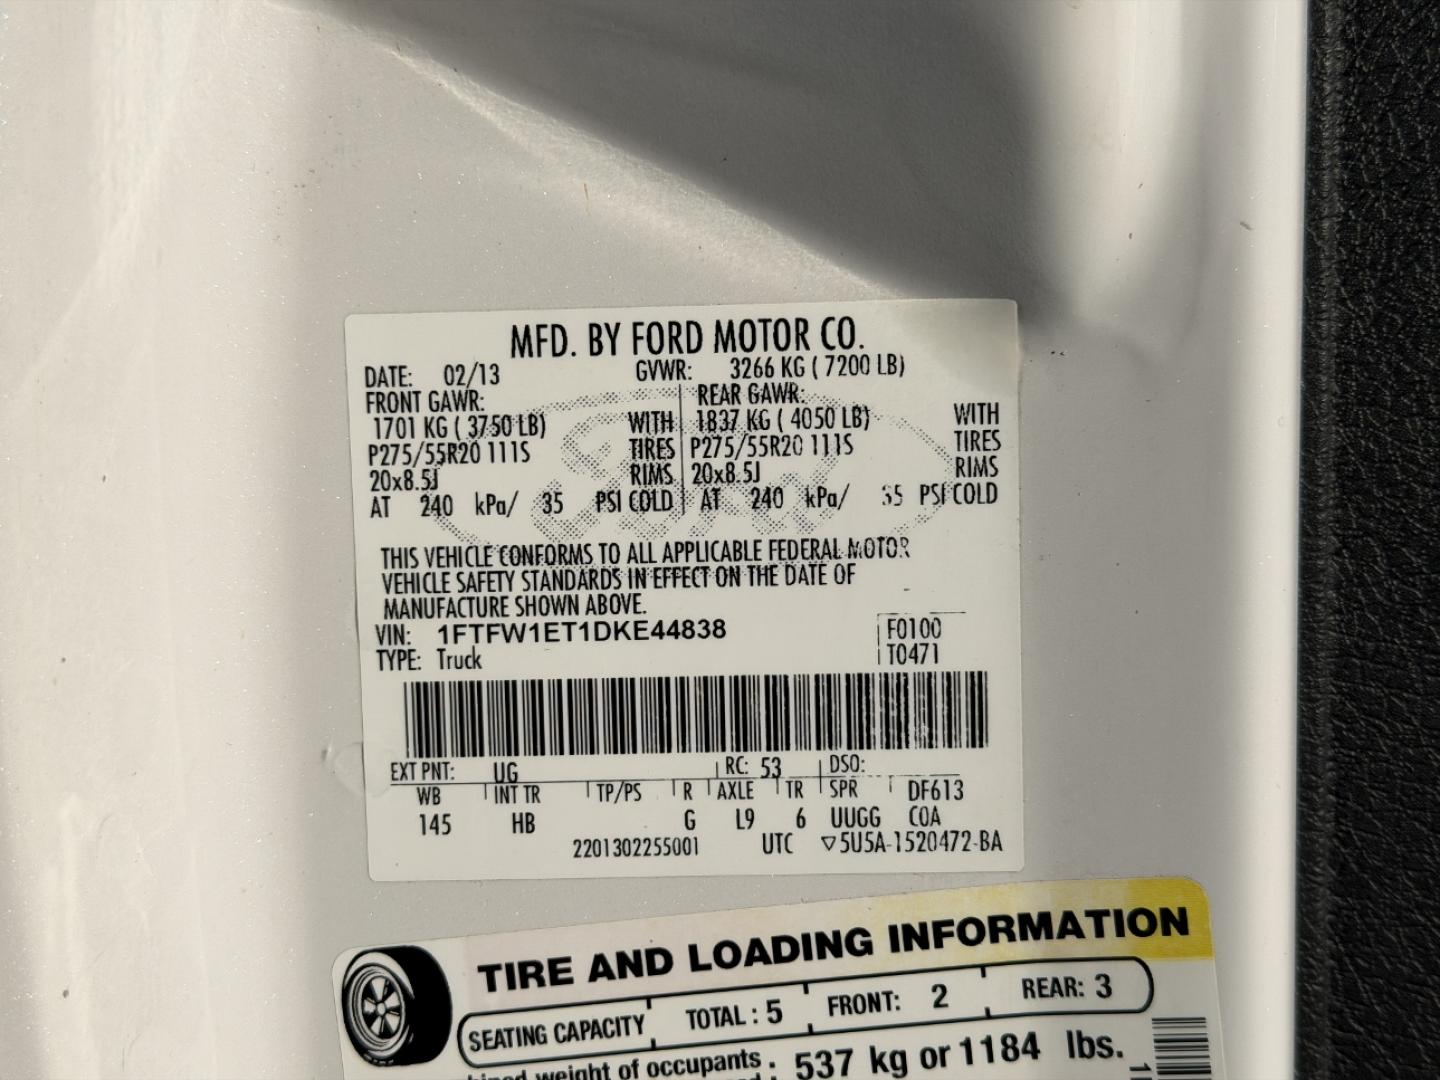 MFD. BY FORD MOTOR CO.
DATE: 02/13 GVWR: 3266 KG ( 7200 LB)
FRONT GAWR: REAR GAWR:
1701 KG ( 3750 LB) WITH 1837 KG ( 4050 LB) WITH
P275/55R20 111S TIRES P275/55R20 111S TIRES
20x8.5J RIMS 20x8.5J RIMS
AT 240 kPa/ 35 PSI COLD AT 240 kPa/ 35 PSI COLD
THIS VEHICLE CONFORMS TO ALL APPLICABLE FEDERAL MOTOR
VEHICLE SAFETY STANDARDS IN EFFECT ON THE DATE OF
MANUFACTURE SHOWN ABOVE.
VIN: 1FTFW1ET1DKE44838 F0100
TYPE: Truck T0471
EXT PNT: UG RC: 53 DSO:
WB INT TR TP/PS R AXLE TR SPR DF613
145 HB G L9 6 UUGG COA
2201302255001 UTC ▽5U5A-1520472-BA
TIRE AND LOADING INFORMATION
SEATING CAPACITY TOTAL : 5 FRONT: 2 REAR: 3
weight of occupants : 537 kg or 1184 lbs.